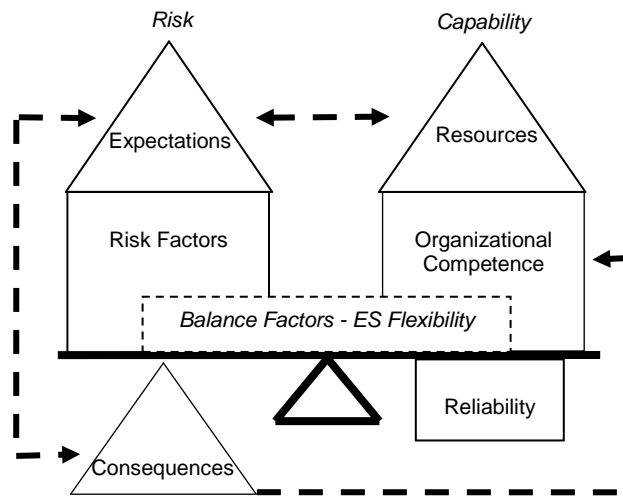 Risk
Capability
Expectations
Resources
Risk Factors
Organizational
Competence
Balance Factors - ES Flexibility
Reliability
Consequences